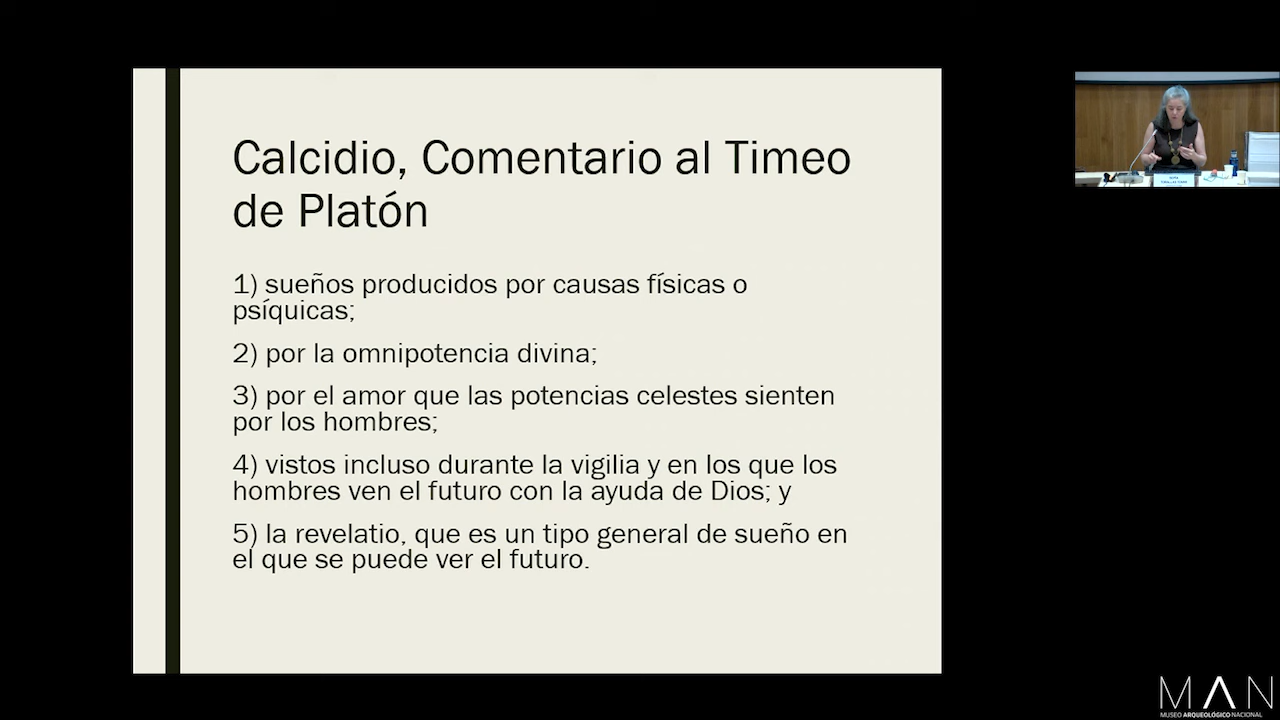 Calcidio, Comentario al Timeo
de Platón
1) sueños producidos por causas físicas o
psíquicas;
2) por la omnipotencia divina;
3) por el amor que las potencias celestes sienten
por los hombres;
4) vistos incluso durante la vigilia y en los que los
hombres ven el futuro con la ayuda de Dios; y
5) la revelatio, que es un tipo general de sueño en
el que se puede ver el futuro.
MAN
MUSEO ARQUEOLÓGICO NACIONAL